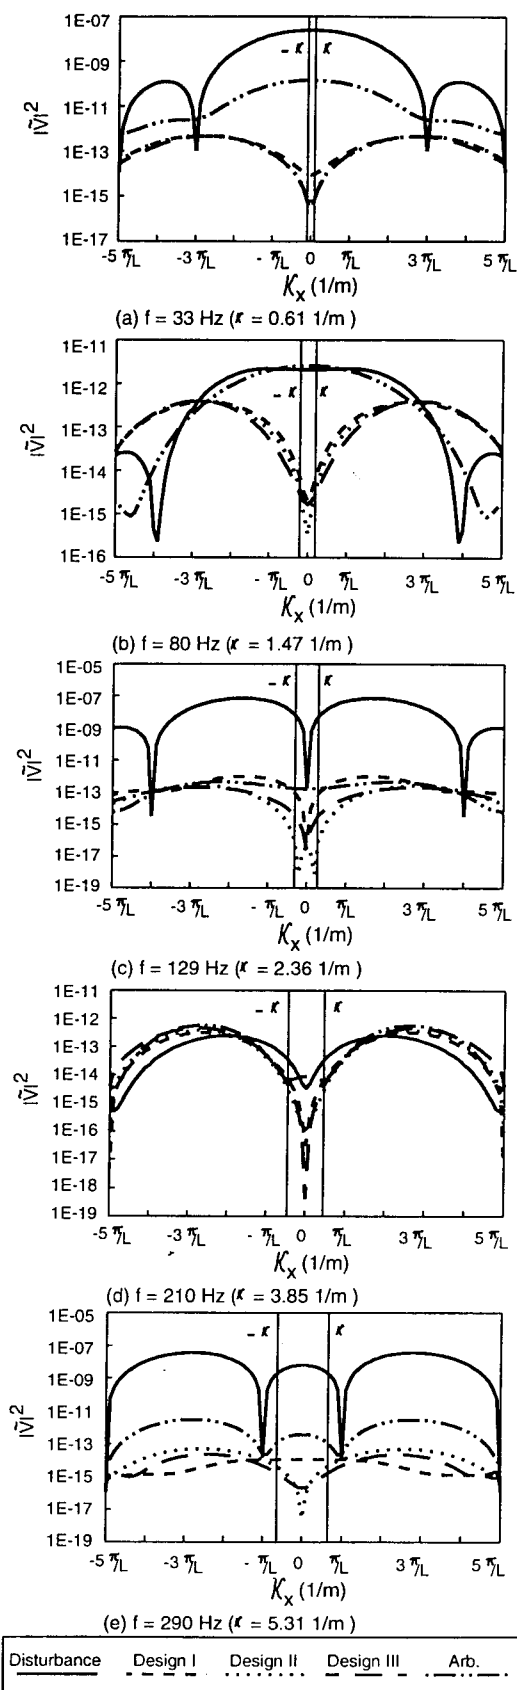 1E-07
1E-09
1E-11
1E-13
1E-15
1E-17
|Ṽ|²
- κ κ
-5 π/L -3 π/L - π/L 0 π/L 3 π/L 5 π/L
Kx (1/m)
(a) f = 33 Hz (κ = 0.61 1/m )
1E-11
1E-12
1E-13
1E-14
1E-15
1E-16
|Ṽ|²
- κ κ
-5 π/L -3 π/L - π/L 0 π/L 3 π/L 5 π/L
Kx (1/m)
(b) f = 80 Hz (κ = 1.47 1/m )
1E-05
1E-07
1E-09
1E-11
1E-13
1E-15
1E-17
1E-19
|Ṽ|²
- κ κ
-5 π/L -3 π/L - π/L 0 π/L 3 π/L 5 π/L
Kx (1/m)
(c) f = 129 Hz (κ = 2.36 1/m )
1E-11
1E-12
1E-13
1E-14
1E-15
1E-16
1E-17
1E-18
1E-19
|Ṽ|²
- κ κ
-5 π/L -3 π/L - π/L 0 π/L 3 π/L 5 π/L
Kx (1/m)
(d) f = 210 Hz (κ = 3.85 1/m )
1E-05
1E-07
1E-09
1E-11
1E-13
1E-15
1E-17
1E-19
|Ṽ|²
- κ κ
-5 π/L -3 π/L - π/L 0 π/L 3 π/L 5 π/L
Kx (1/m)
(e) f = 290 Hz (κ = 5.31 1/m )
Disturbance Design I Design II Design III Arb.